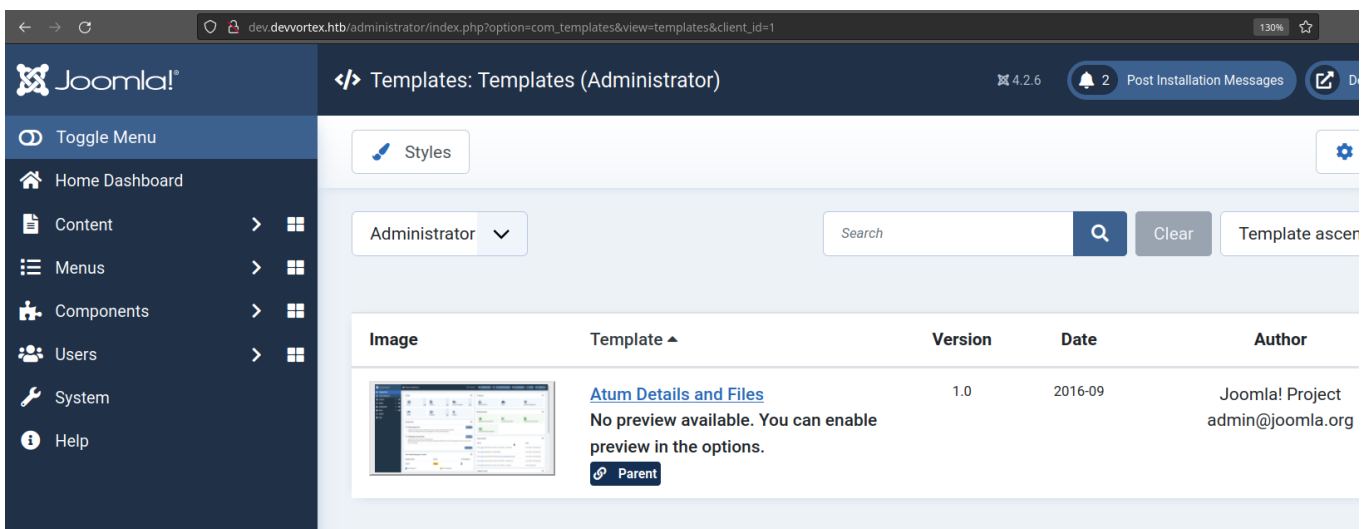 dev.devvortex.htb/administrator/index.php?option=com_templates&view=templates&client_id=1
130%
Joomla!®
Templates: Templates (Administrator)
4.2.6
2 Post Installation Messages
Toggle Menu
Home Dashboard
Content
Menus
Components
Users
System
Help
Styles
Administrator
Search
Clear
Template ascen
Image Template Version Date Author
Atum Details and Files 1.0 2016-09 Joomla! Project
No preview available. You can enable admin@joomla.org
preview in the options.
Parent